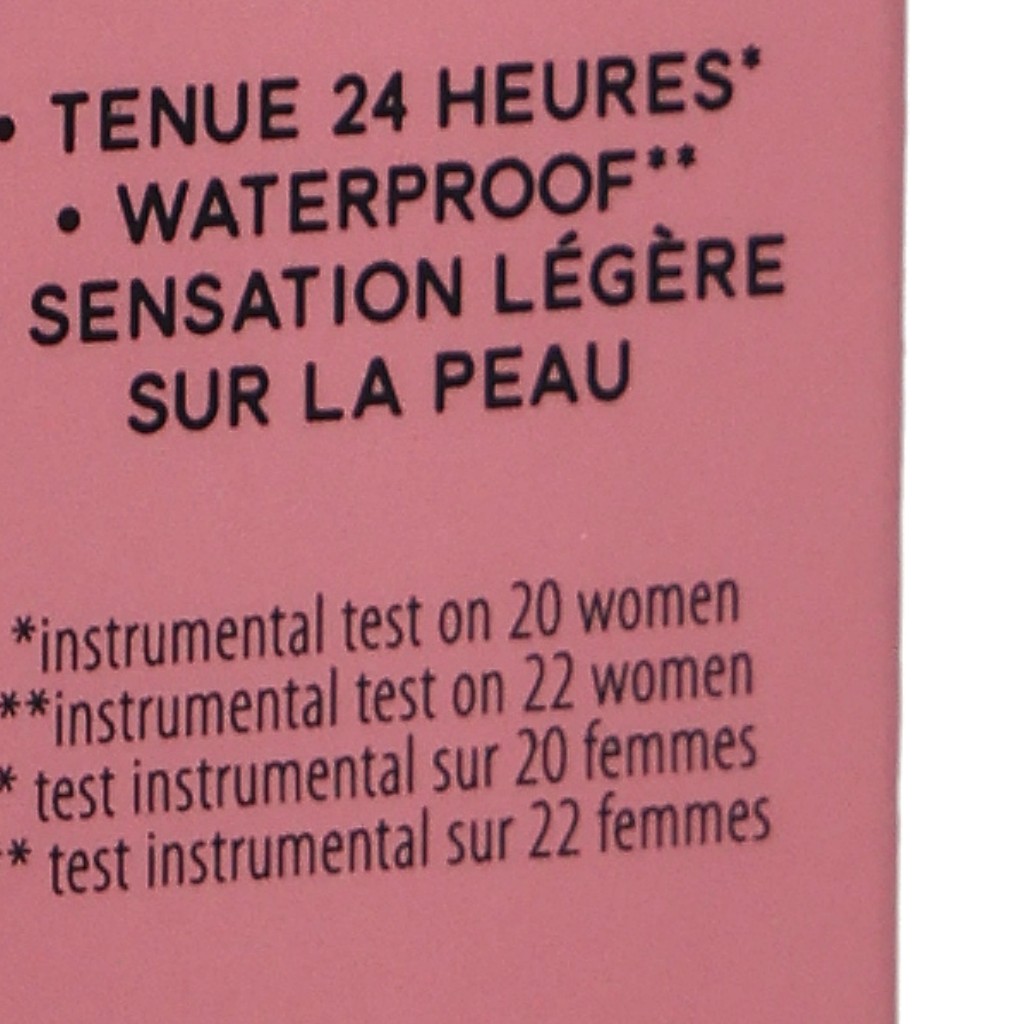 • TENUE 24 HEURES*
• WATERPROOF**
SENSATION LÉGÈRE
SUR LA PEAU
*instrumental test on 20 women
**instrumental test on 22 women
* test instrumental sur 20 femmes
** test instrumental sur 22 femmes